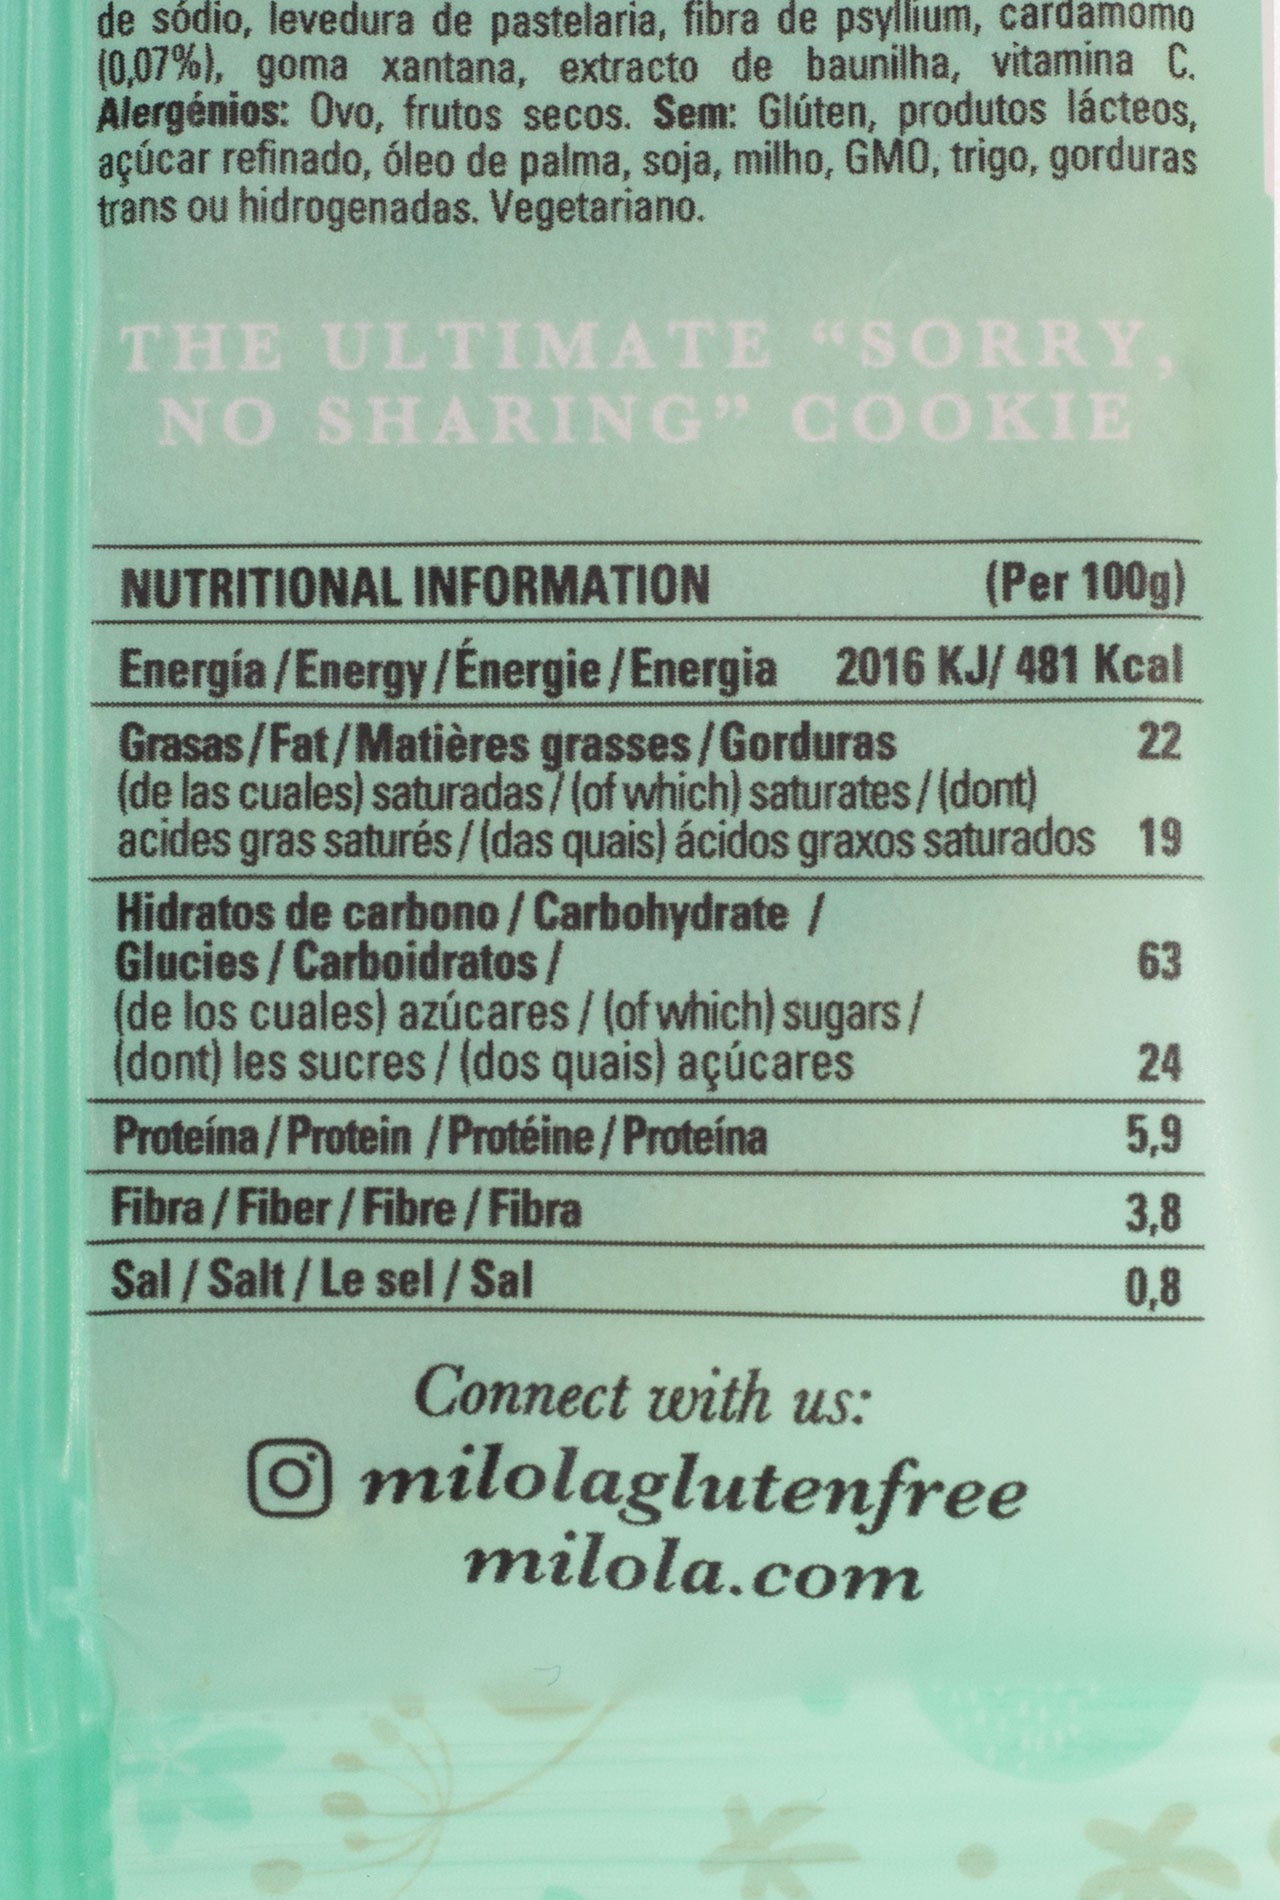 de sódio, levedura de pastelaria, fibra de psyllium, cardamomo
(0,07%), goma xantana, extracto de baunilha, vitamina C.
Alergénios: Ovo, frutos secos. Sem: Glúten, produtos lácteos,
açúcar refinado, óleo de palma, soja, milho, GMO, trigo, gorduras
trans ou hidrogenadas. Vegetariano.
THE ULTIMATE “SORRY,
NO SHARING” COOKIE
NUTRITIONAL INFORMATION (Per 100g)
Energía / Energy / Énergie / Energia 2016 KJ/ 481 Kcal
Grasas / Fat / Matières grasses / Gorduras 22
(de las cuales) saturadas / (of which) saturates / (dont)
acides gras saturés / (das quais) ácidos graxos saturados 19
Hidratos de carbono / Carbohydrate /
Glucies / Carboidratos / 63
(de los cuales) azúcares / (of which) sugars /
(dont) les sucres / (dos quais) açúcares 24
Proteína / Protein / Protéine / Proteína 5,9
Fibra / Fiber / Fibre / Fibra 3,8
Sal / Salt / Le sel / Sal 0,8
Connect with us:
milolaglutenfree
milola.com